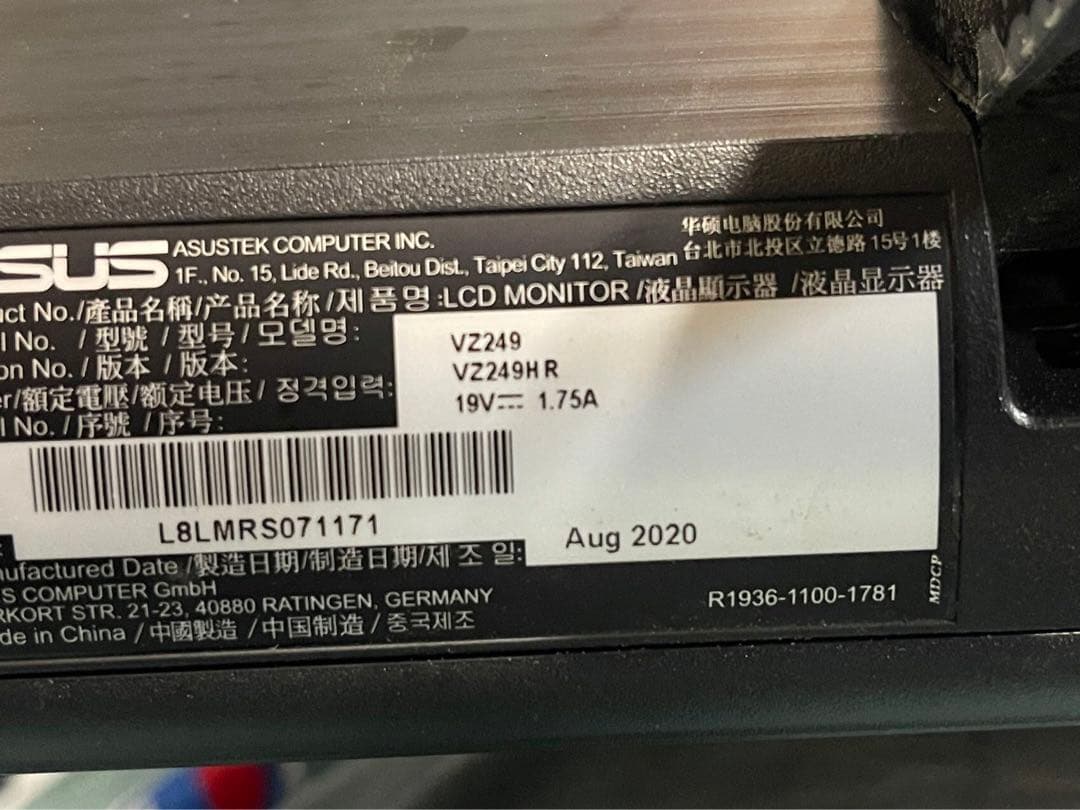 SUS ASUSTEK COMPUTER INC.
1F., No. 15, Lide Rd., Beitou Dist., Taipei City 112, Taiwan
华硕电脑股份有限公司
台北市北投区立德路15号1楼
ct No./產品名稱/产品名称/제품명:LCD MONITOR /液晶顯示器 /液晶显示器
l No. / 型號 / 型号 / 모델명: VZ249
on No. / 版本 / 版本: VZ249HR
er/額定電壓/额定电压 / 정격입력: 19V⎓ 1.75A
l No. / 序號 / 序号:
L8LMRS071171
nufactured Date /製造日期/制造日期/제 조 일: Aug 2020
S COMPUTER GmbH
RKORT STR. 21-23, 40880 RATINGEN, GERMANY
de in China / 中國製造 / 中国制造 / 중국제조
R1936-1100-1781
MDCP